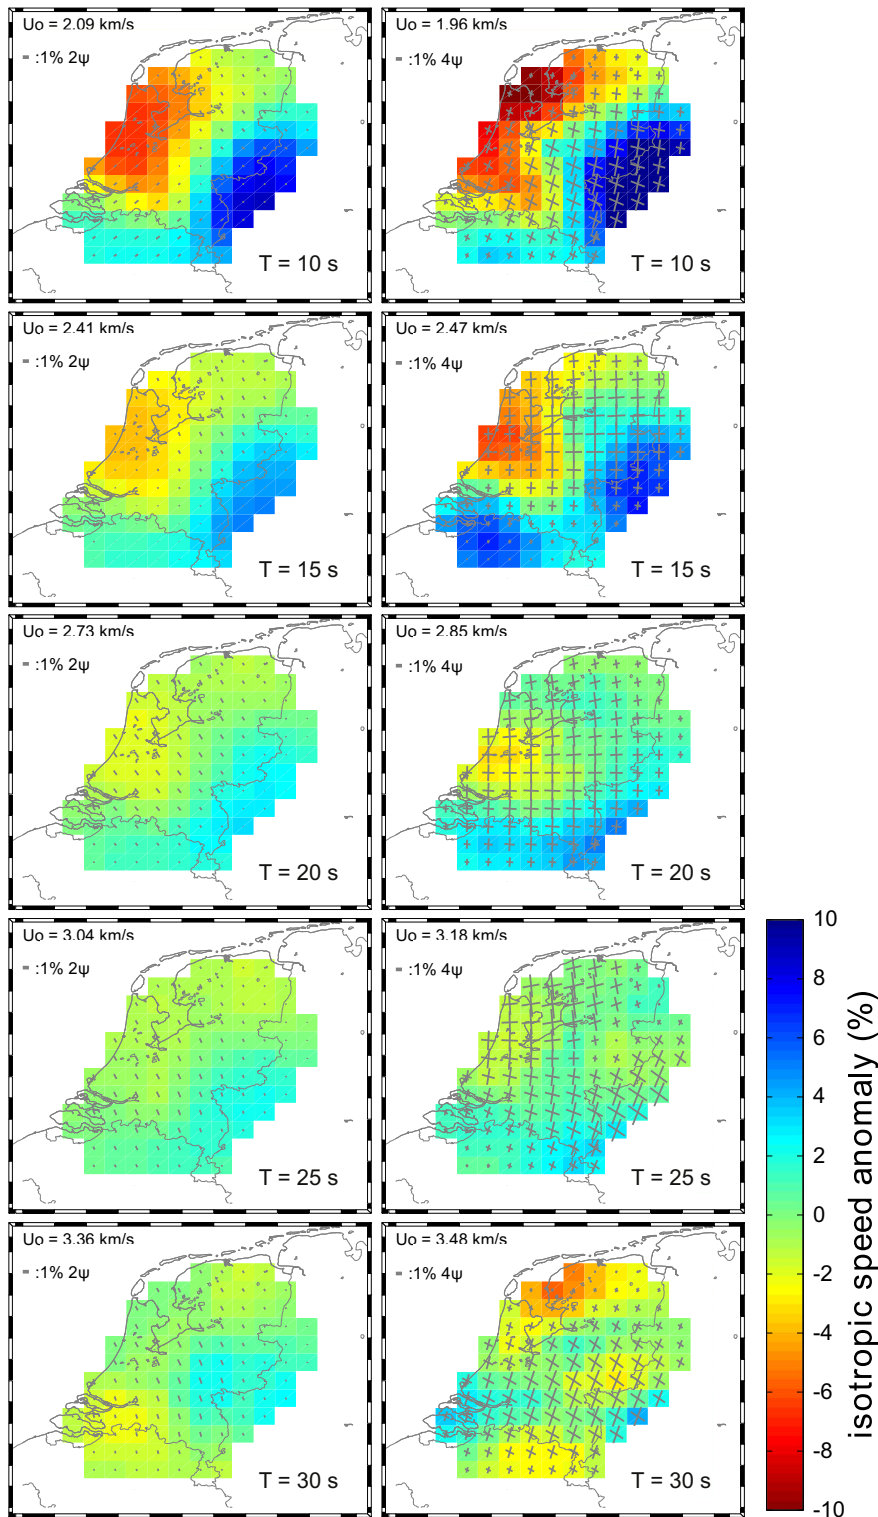 Uo = 2.09 km/s
:1% 2ψ
T = 10 s
Uo = 1.96 km/s
:1% 4ψ
T = 10 s
Uo = 2.41 km/s
:1% 2ψ
T = 15 s
Uo = 2.47 km/s
:1% 4ψ
T = 15 s
Uo = 2.73 km/s
:1% 2ψ
T = 20 s
Uo = 2.85 km/s
:1% 4ψ
T = 20 s
Uo = 3.04 km/s
:1% 2ψ
T = 25 s
Uo = 3.18 km/s
:1% 4ψ
T = 25 s
Uo = 3.36 km/s
:1% 2ψ
T = 30 s
Uo = 3.48 km/s
:1% 4ψ
T = 30 s
10
8
6
4
2
0
-2
-4
-6
-8
-10
isotropic speed anomaly (%)